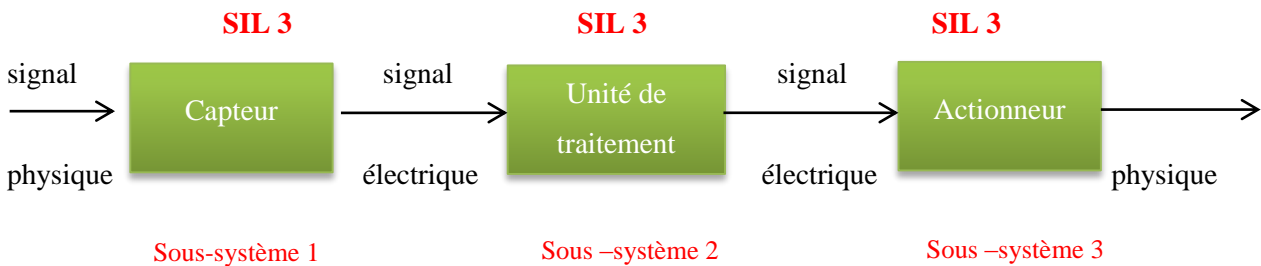 SIL 3
SIL 3
SIL 3
signal
signal
signal
Capteur
Unité de
traitement
Actionneur
physique
électrique
électrique
physique
Sous-système 1
Sous –système 2
Sous –système 3